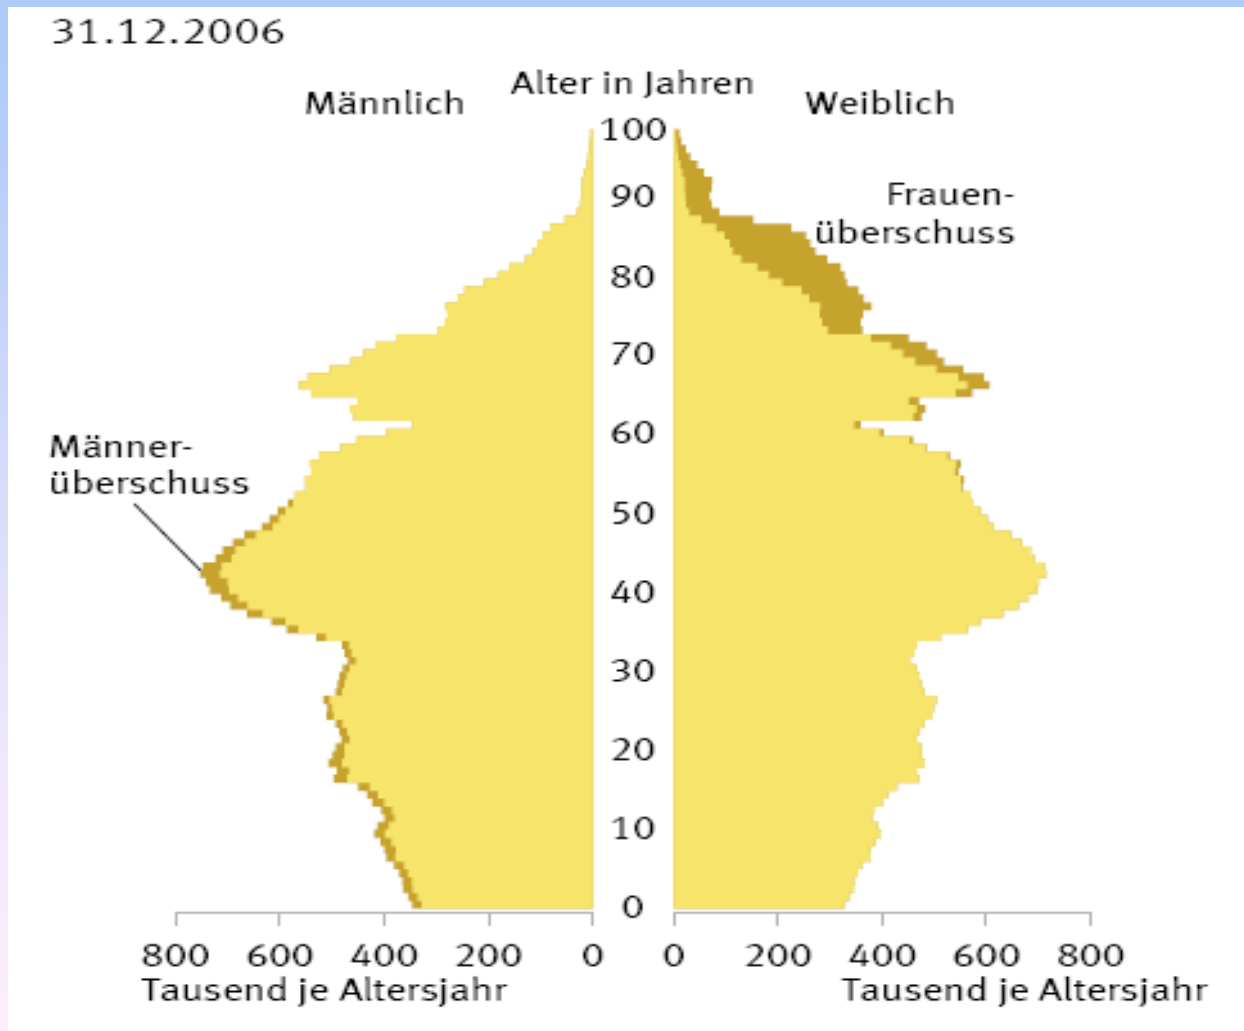 31.12.2006
Alter in Jahren
Männlich
Weiblich
100
90
80
70
60
50
40
30
20
10
0
Frauen-
überschuss
Männer-
überschuss
800 600 400 200 0
0 200 400 600 800
Tausend je Altersjahr
Tausend je Altersjahr